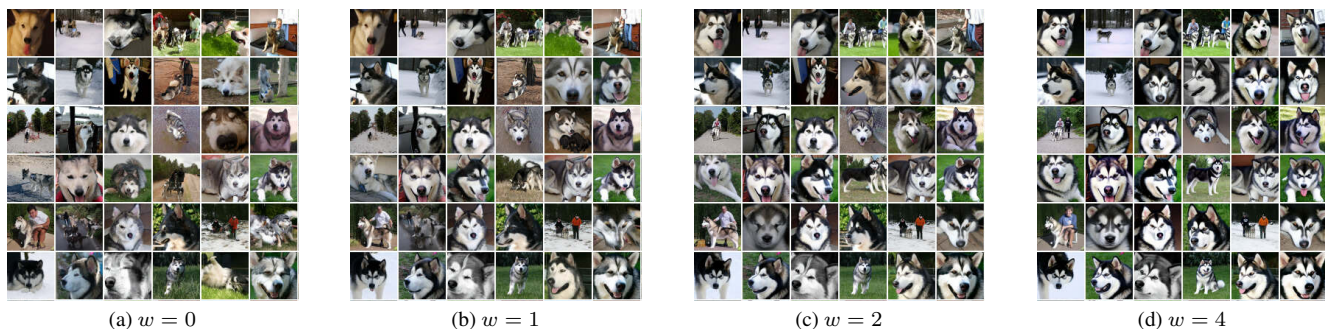 (a) w = 0
(b) w = 1
(c) w = 2
(d) w = 4